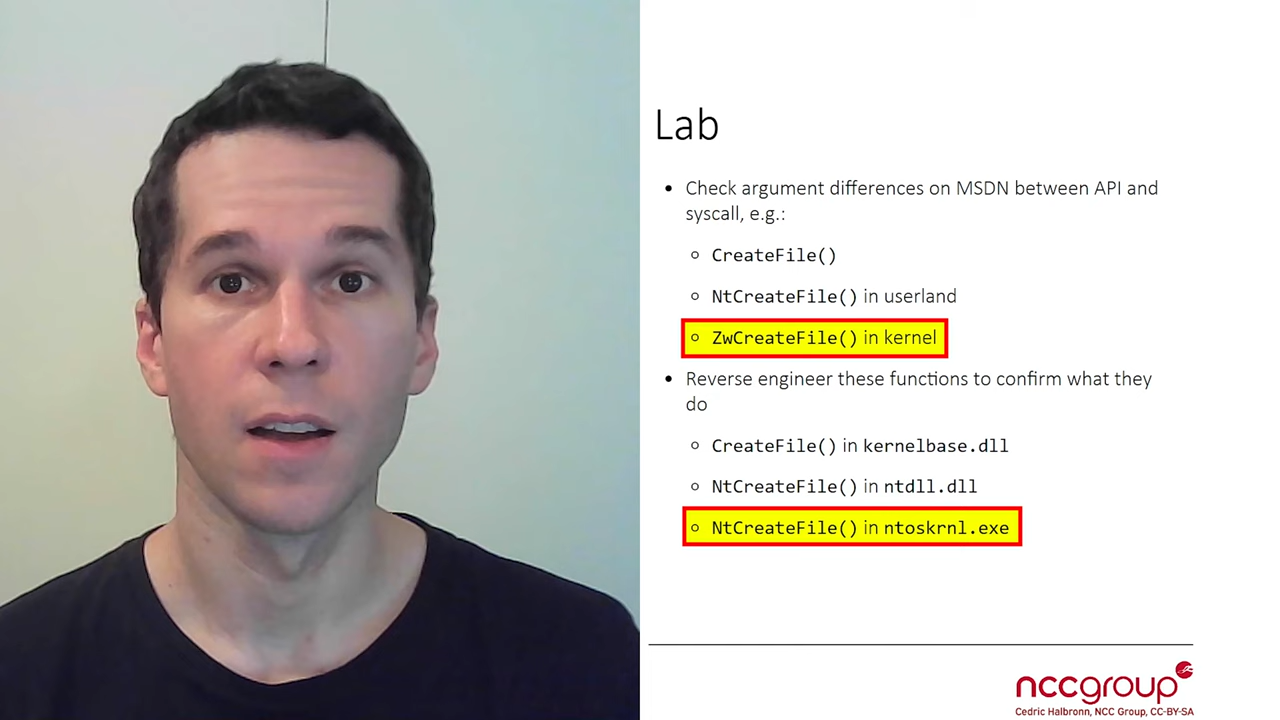 Lab
• Check argument differences on MSDN between API and
syscall, e.g.:
○ CreateFile()
○ NtCreateFile() in userland
○ ZwCreateFile() in kernel
• Reverse engineer these functions to confirm what they
do
○ CreateFile() in kernelbase.dll
○ NtCreateFile() in ntdll.dll
○ NtCreateFile() in ntoskrnl.exe
nccgroup
Cedric Halbronn, NCC Group, CC-BY-SA